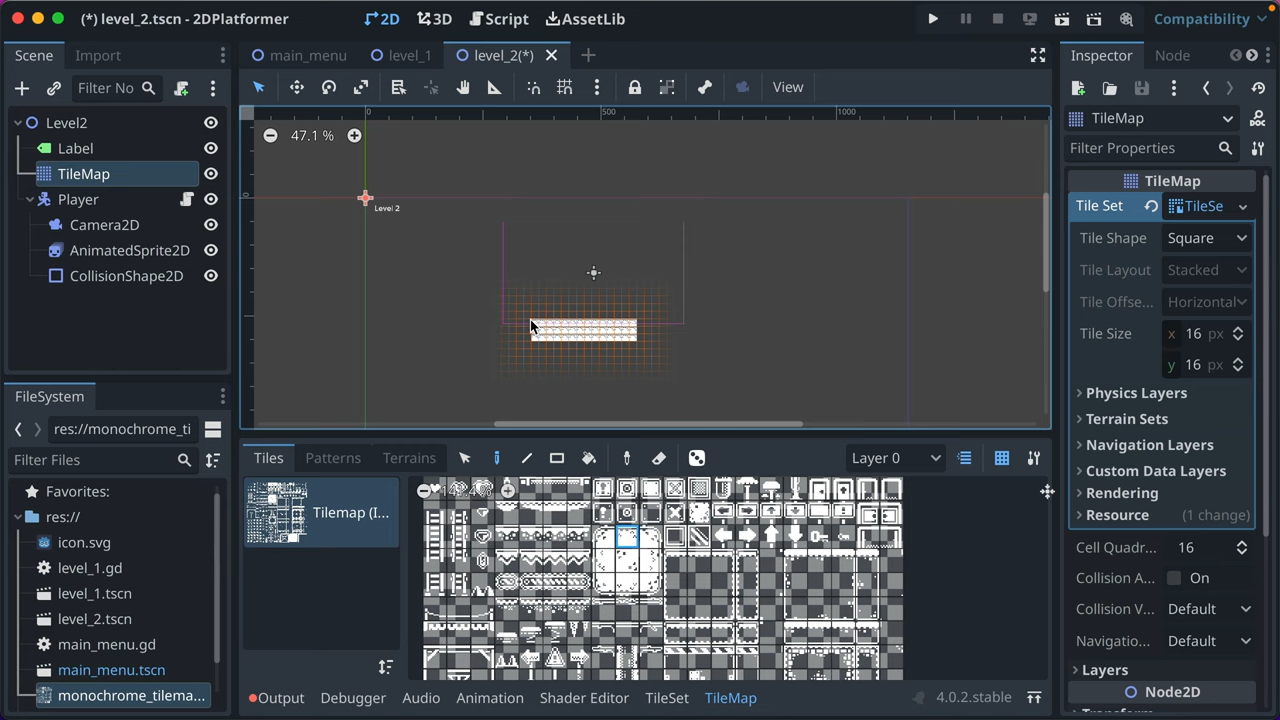 (*) level_2.tscn - 2DPlatformer
2D
3D
Script
AssetLib
Compatibility
Scene
Import
Filter No
Level2
Label
TileMap
Player
Camera2D
AnimatedSprite2D
CollisionShape2D
main_menu
level_1
level_2(*)
View
47.1 %
0
500
1000
0
Level 2
Inspector
Node
TileMap
Filter Properties
TileMap
Tile Set
TileSe
Tile Shape
Square
Tile Layout
Stacked
Tile Offse...
Horizontal
Tile Size
x 16 px
y 16 px
Physics Layers
Terrain Sets
Navigation Layers
Custom Data Layers
Rendering
Resource
(1 change)
Cell Quadr...
16
Collision A...
On
Collision V...
Default
Navigatio...
Default
Layers
Node2D
FileSystem
res://monochrome_ti
Filter Files
Favorites:
res://
icon.svg
level_1.gd
level_1.tscn
level_2.tscn
main_menu.gd
main_menu.tscn
monochrome_tilema...
Tiles
Patterns
Terrains
Layer 0
Tilemap (I...
Output
Debugger
Audio
Animation
Shader Editor
TileSet
TileMap
4.0.2.stable